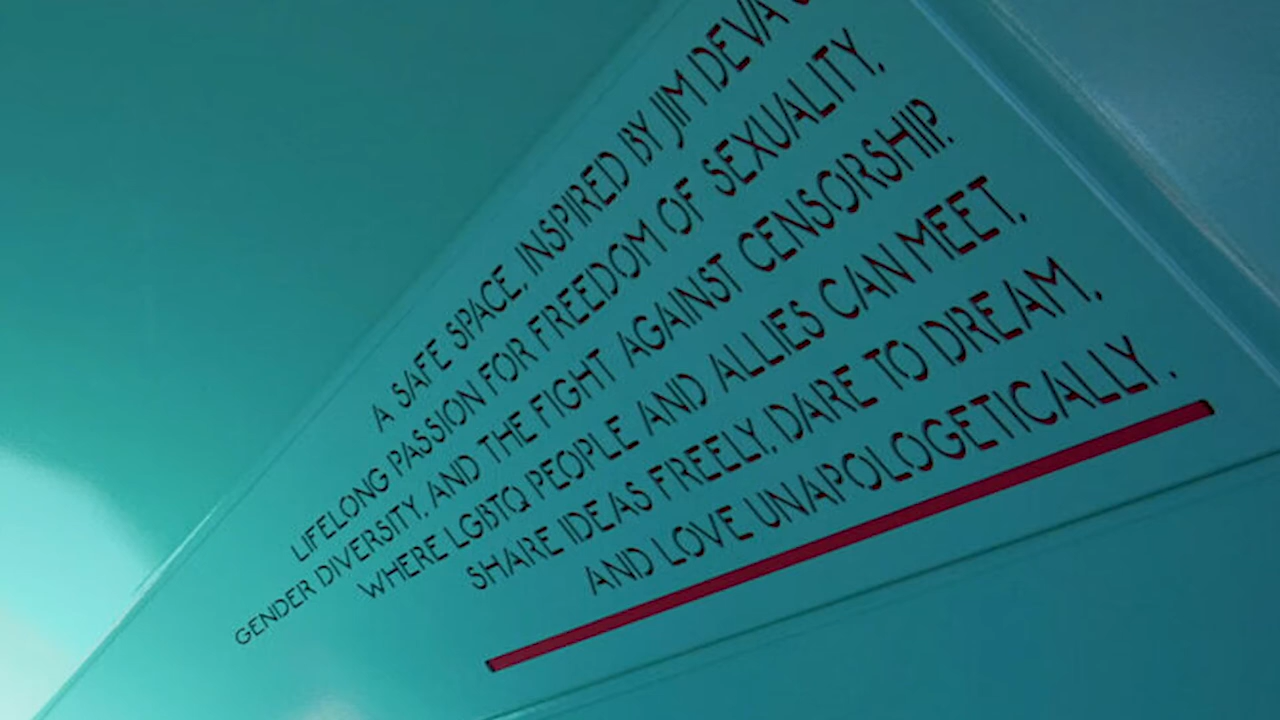 A SAFE SPACE, INSPIRED BY JIM DEVA
LIFELONG PASSION FOR FREEDOM OF SEXUALITY,
GENDER DIVERSITY, AND THE FIGHT AGAINST CENSORSHIP.
WHERE LGBTQ PEOPLE AND ALLIES CAN MEET,
SHARE IDEAS FREELY, DARE TO DREAM,
AND LOVE UNAPOLOGETICALLY.